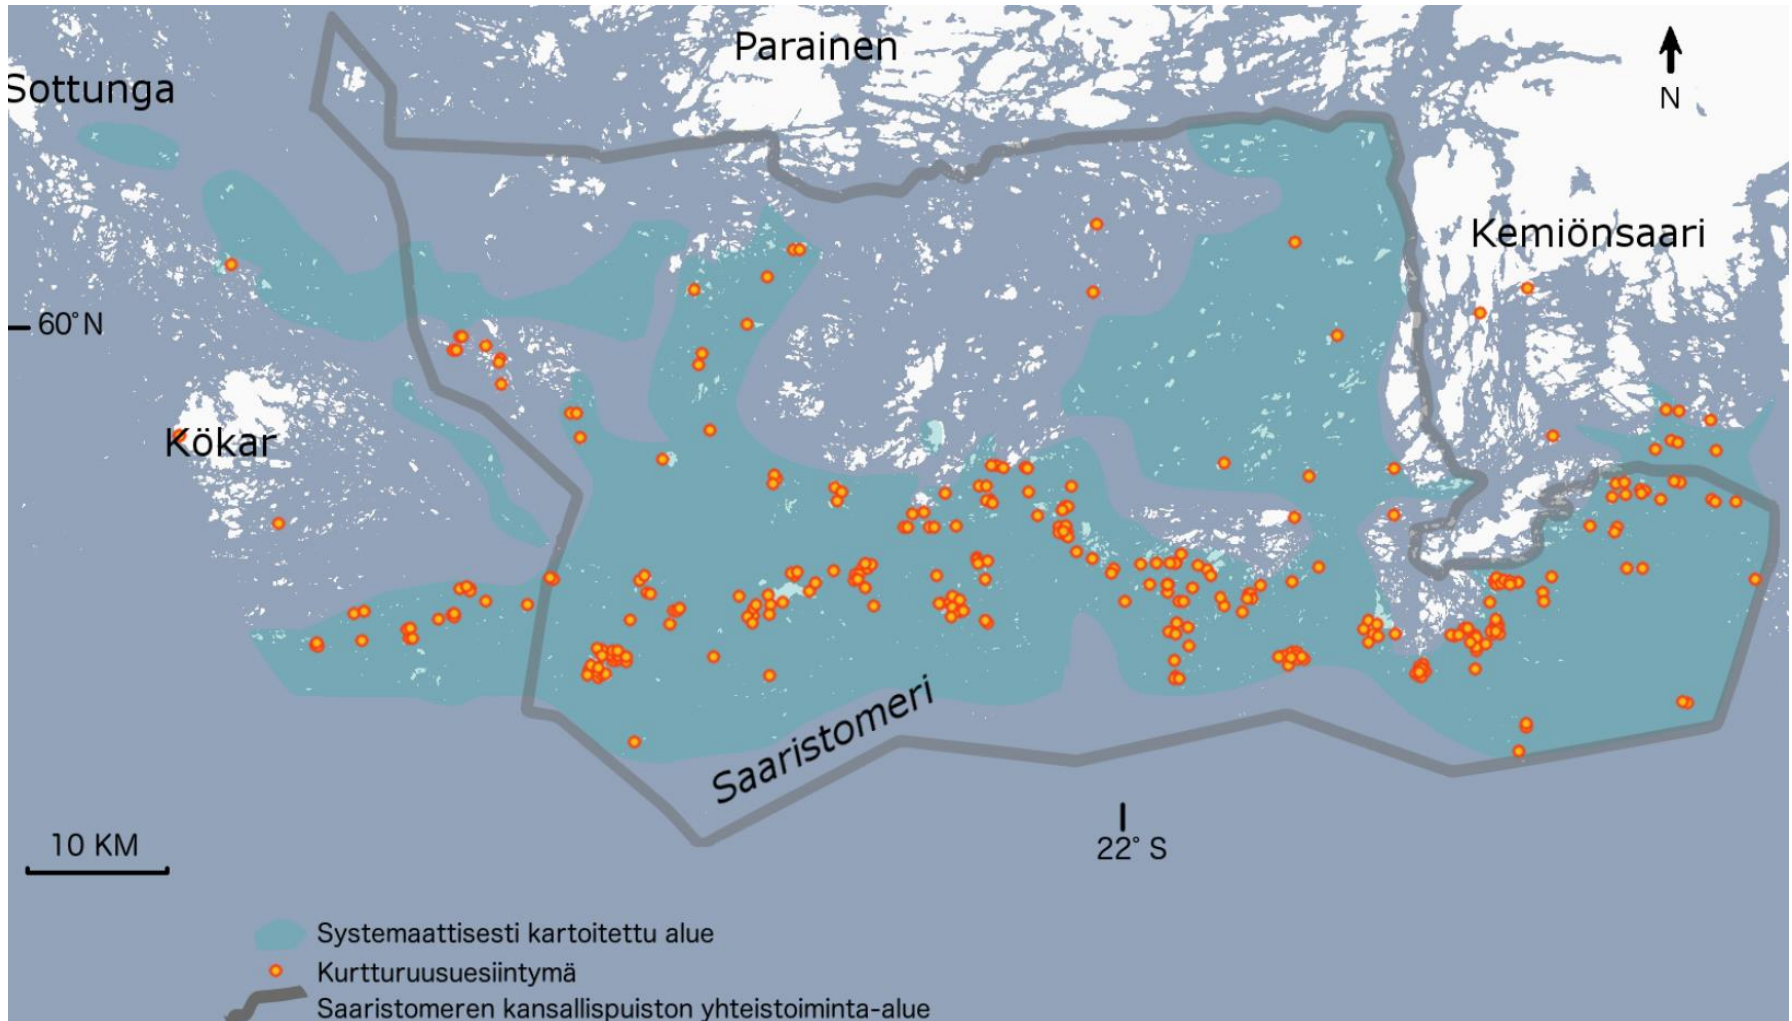 Parainen
Sottunga
N
Kemiönsaari
60° N
Kökar
Saaristomeri
22° S
10 KM
Systemaattisesti kartoitettu alue
Kurtturuusuesiintymä
Saaristomeren kansallispuiston yhteistoiminta-alue